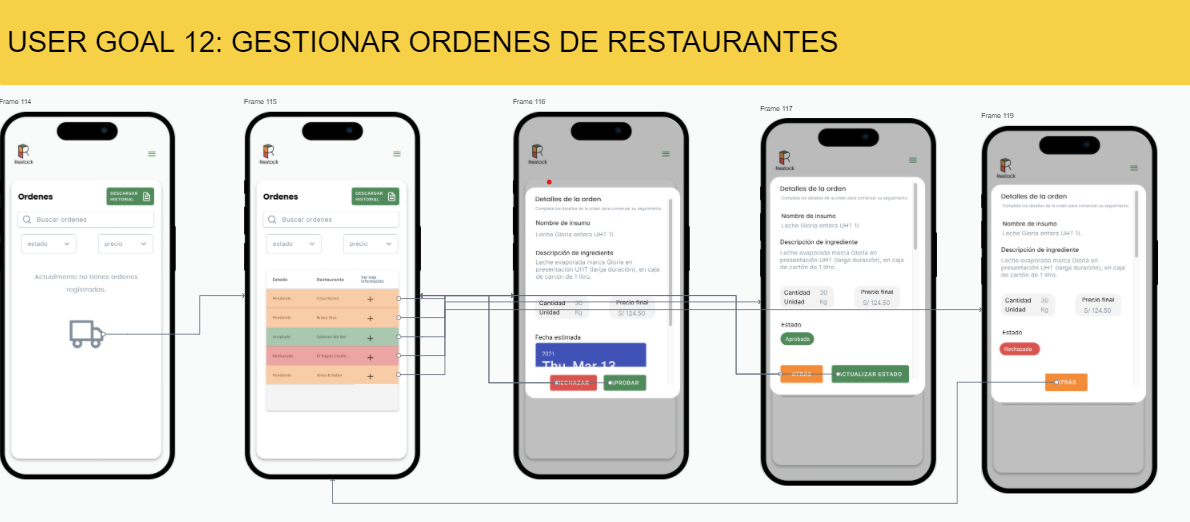 USER GOAL 12: GESTIONAR ORDENES DE RESTAURANTES
Frame 114
Restock
Ordenes
DESCARGAR
HISTORIAL
Buscar ordenes
estado
precio
Actualmente no tienes ordenes
registradas.
Frame 115
Restock
Ordenes
DESCARGAR
HISTORIAL
Buscar ordenes
estado
precio
Estado Restaurante Ver más
información
Pendiente
Pendiente
Aceptado
Rechazado
Pendiente
Frame 116
Restock
Detalles de la orden
Completa los detalles de la orden para comenzar su seguimiento.
Nombre de insumo
Leche Gloria entera UHT 1L
Descripción de ingrediente
Leche evaporada marca Gloria en
presentación UHT (larga duración), en caja
de cartón de 1 litro.
Cantidad 30
Unidad Kg
Precio final
S/ 124.50
Fecha estimada
2021
Thu, Mar 13
RECHAZAR
APROBAR
Frame 117
Restock
Detalles de la orden
Completa los detalles de la orden para comenzar su seguimiento.
Nombre de insumo
Leche Gloria entera UHT 1L
Descripción de ingrediente
Leche evaporada marca Gloria en
presentación UHT (larga duración), en caja
de cartón de 1 litro.
Cantidad 30
Unidad Kg
Precio final
S/ 124.50
Estado
Aprobada
ATRÁS
ACTUALIZAR ESTADO
Frame 119
Restock
Detalles de la orden
Completa los detalles de la orden para comenzar su seguimiento.
Nombre de insumo
Leche Gloria entera UHT 1L
Descripción de ingrediente
Leche evaporada marca Gloria en
presentación UHT (larga duración), en caja
de cartón de 1 litro.
Cantidad 30
Unidad Kg
Precio final
S/ 124.50
Estado
Rechazada
ATRÁS